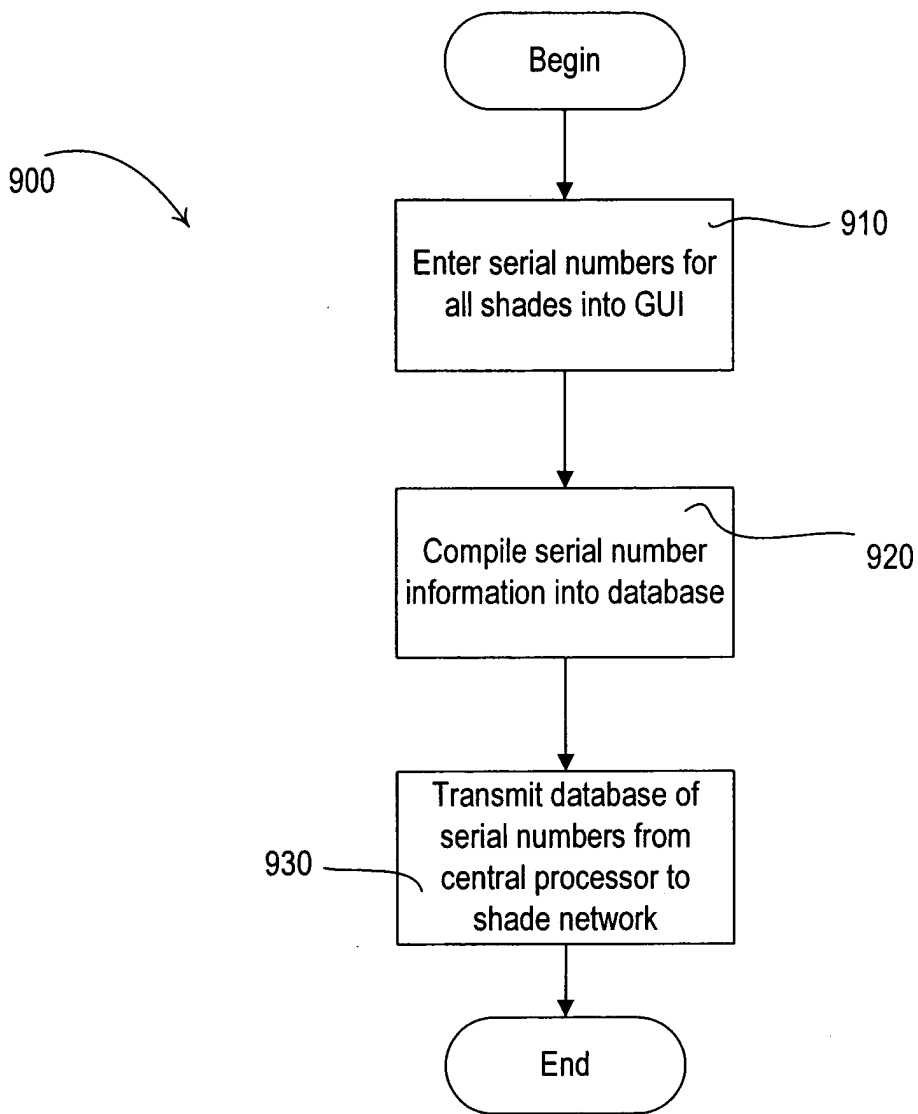 Begin
900
910
Enter serial numbers for
all shades into GUI
920
Compile serial number
information into database
Transmit database of
serial numbers from
930
central processor to
shade network
End